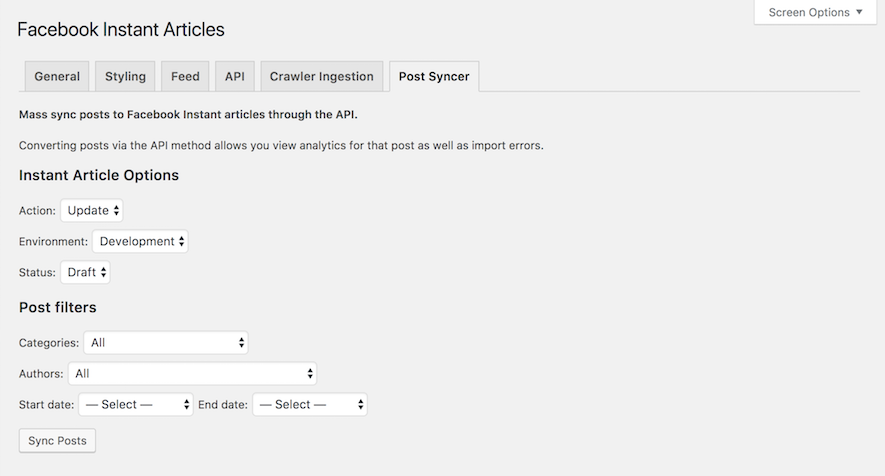 Screen Options ▼
Facebook Instant Articles
General Styling Feed API Crawler Ingestion Post Syncer
Mass sync posts to Facebook Instant articles through the API.
Converting posts via the API method allows you view analytics for that post as well as import errors.
Instant Article Options
Action: Update
Environment: Development
Status: Draft
Post filters
Categories: All
Authors: All
Start date: — Select — End date: — Select —
Sync Posts